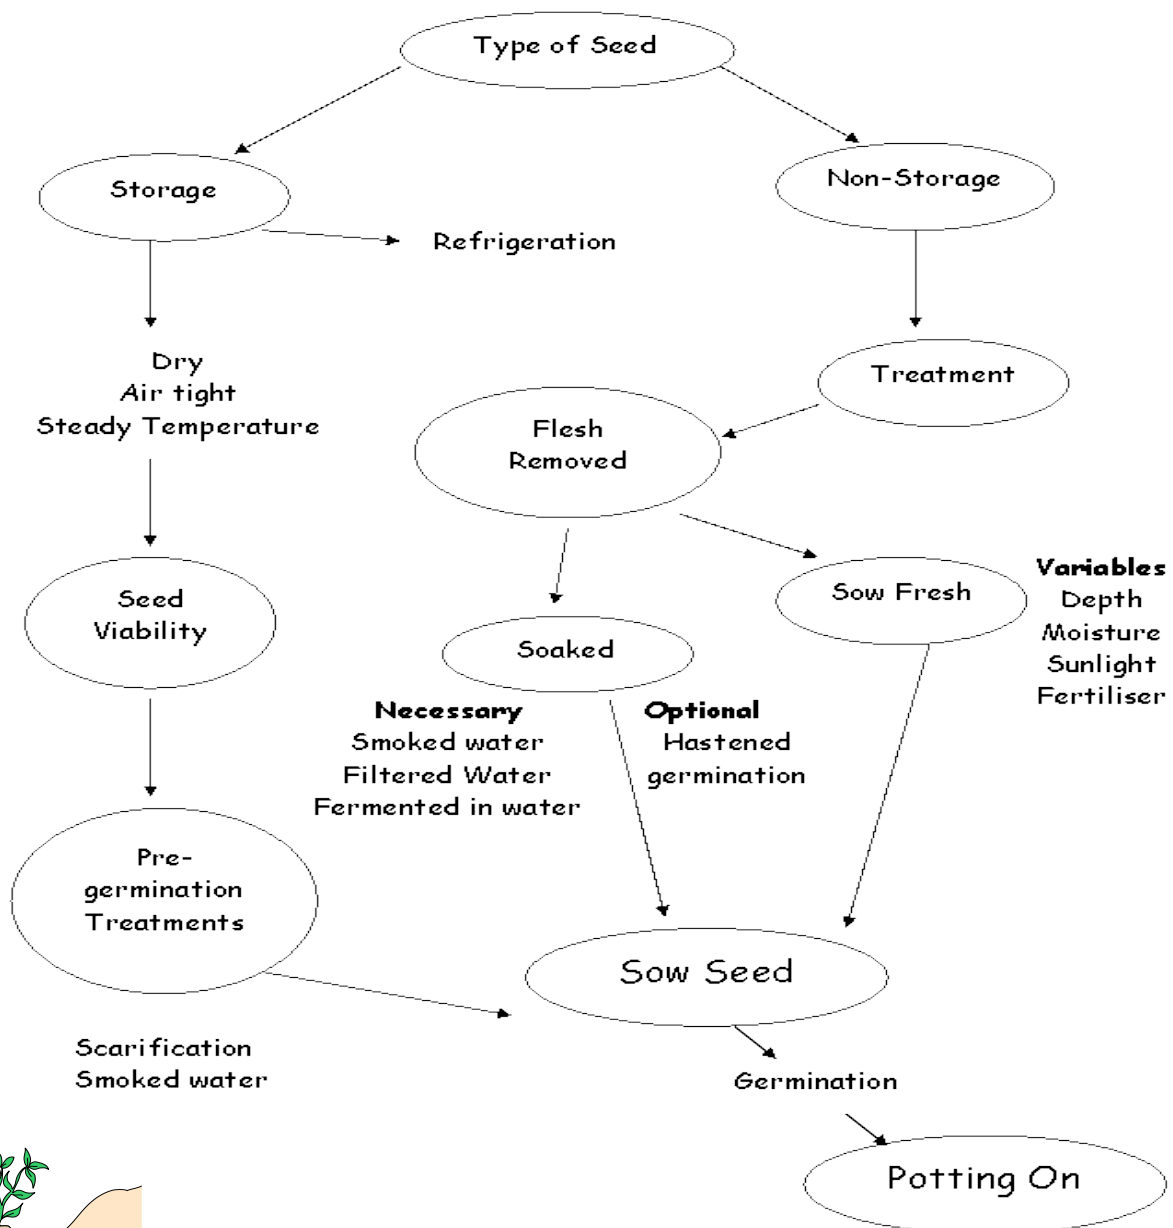 Type of Seed
Storage
Non-Storage
Refrigeration
Dry
Air tight
Steady Temperature
Treatment
Flesh
Removed
Seed
Viability
Soaked
Sow Fresh
Variables
Depth
Moisture
Sunlight
Fertiliser
Necessary
Smoked water
Filtered Water
Fermented in water
Optional
Hastened
germination
Pre-
germination
Treatments
Scarification
Smoked water
Sow Seed
Germination
Potting On